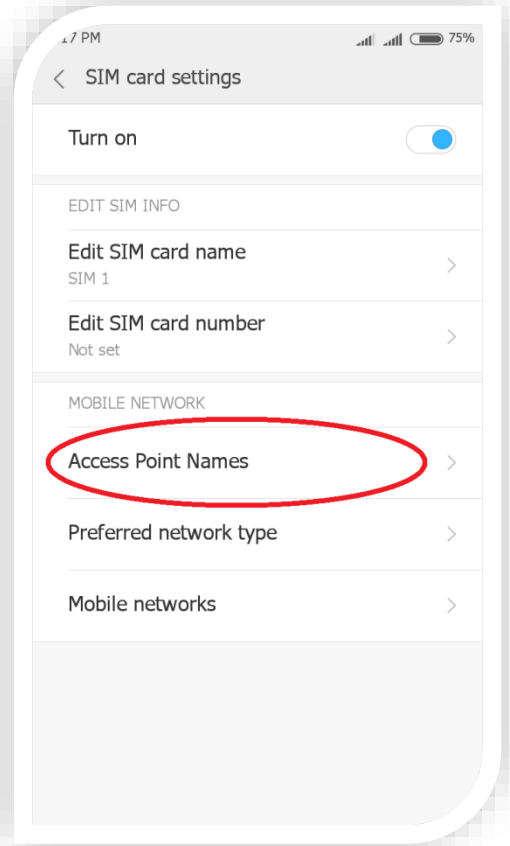 17 PM 75%
SIM card settings
Turn on
EDIT SIM INFO
Edit SIM card name
SIM 1
Edit SIM card number
Not set
MOBILE NETWORK
Access Point Names
Preferred network type
Mobile networks